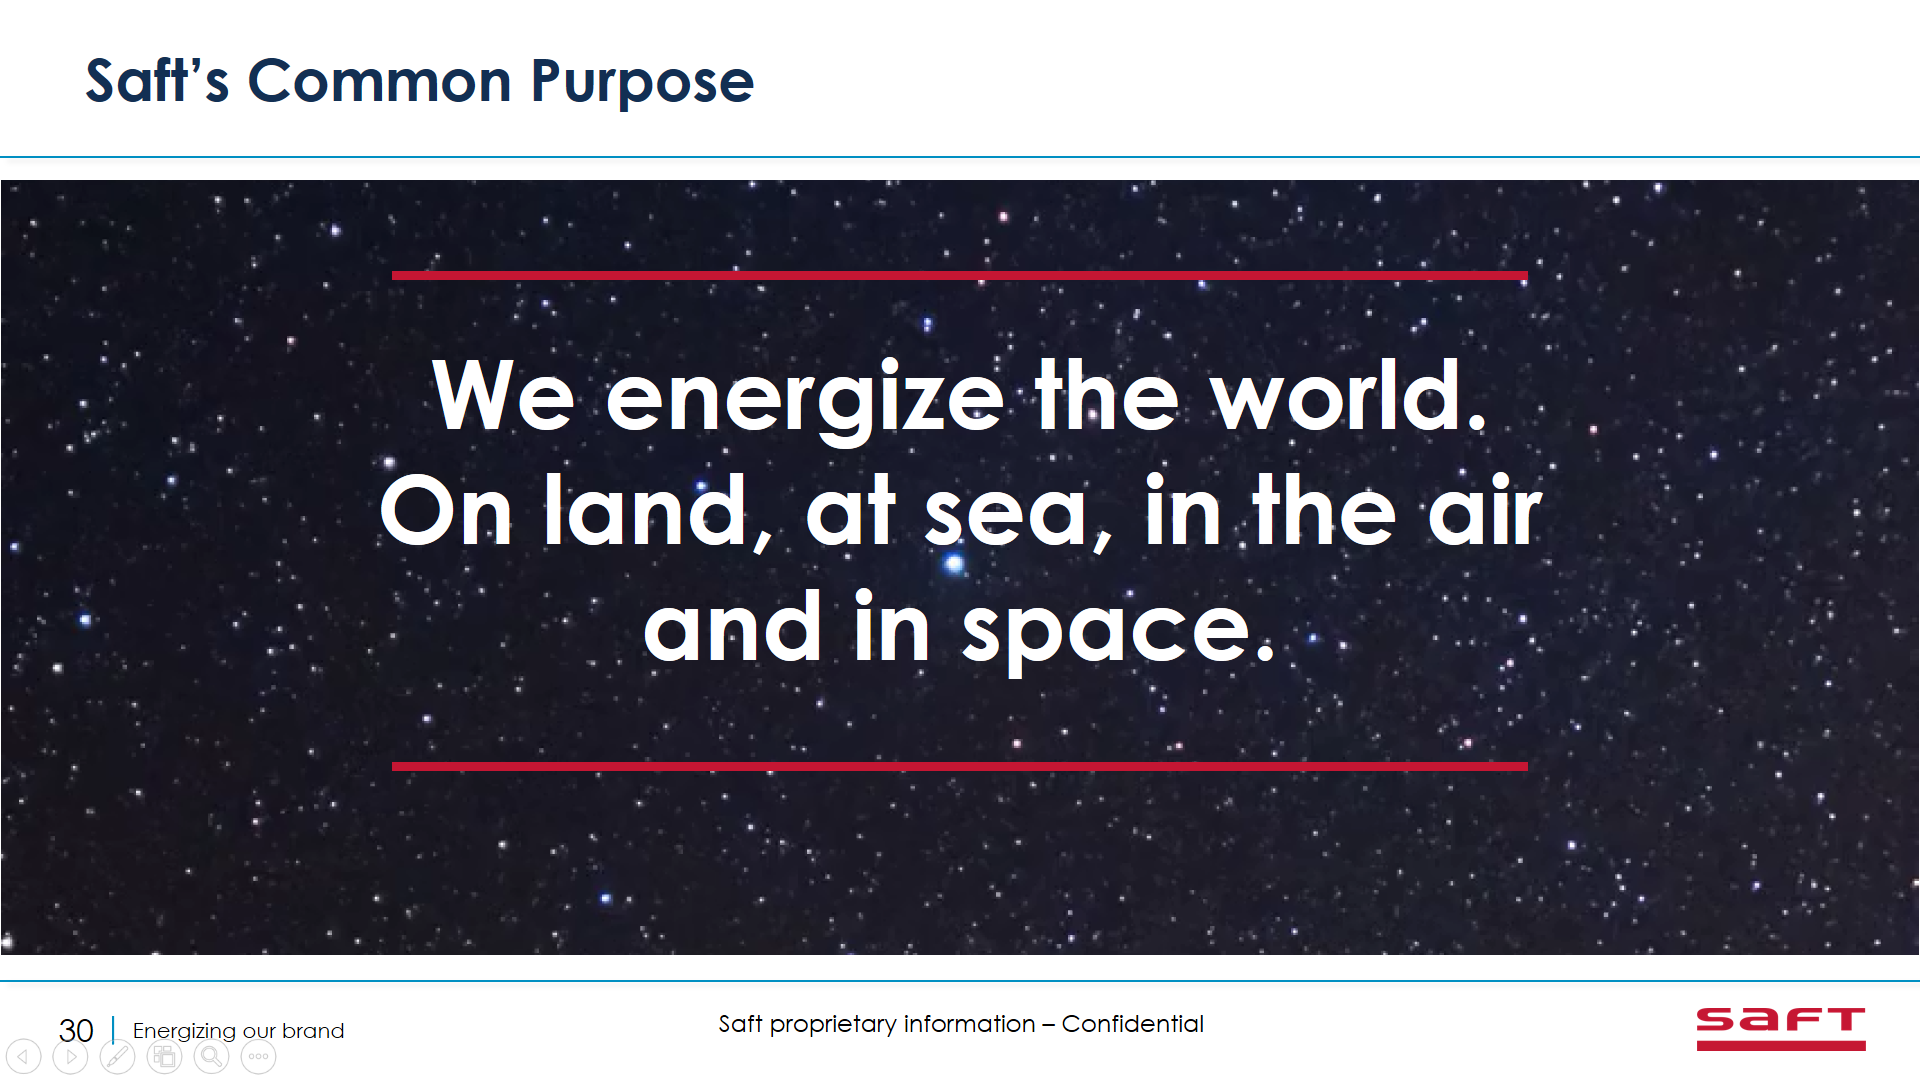 Saft’s Common Purpose
We energize the world.
On land, at sea, in the air
and in space.
30
Energizing our brand
Saft proprietary information – Confidential
saft